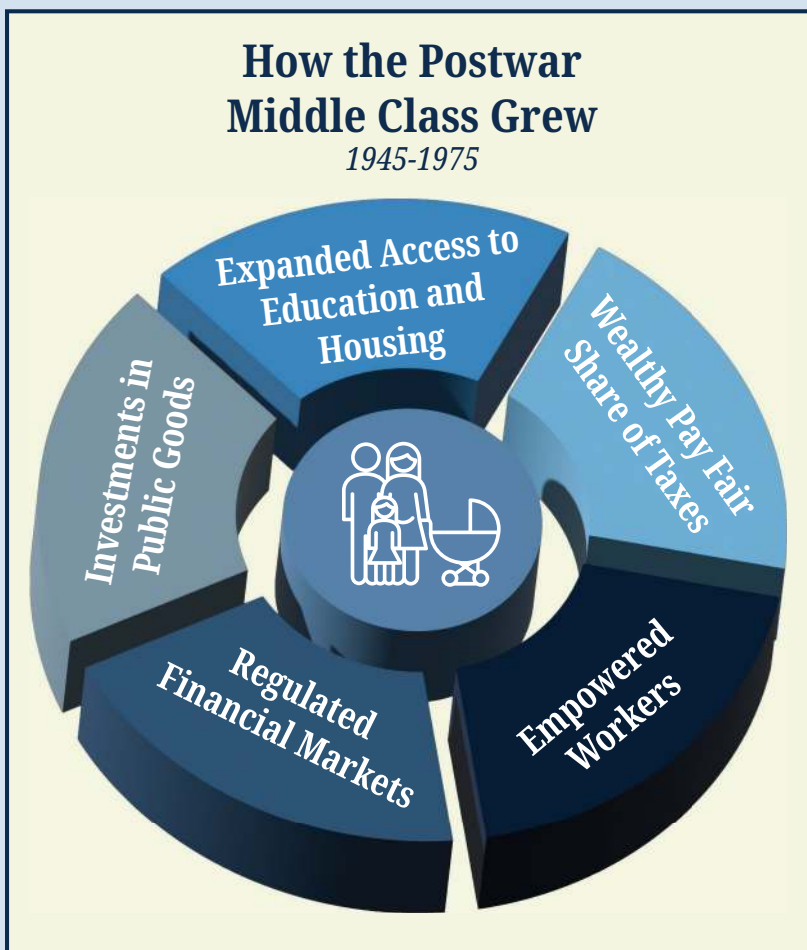 How the Postwar
Middle Class Grew
1945-1975
Expanded Access to
Education and
Housing
Wealthy Pay Fair
Share of Taxes
Empowered
Workers
Regulated
Financial Markets
Investments in
Public Goods